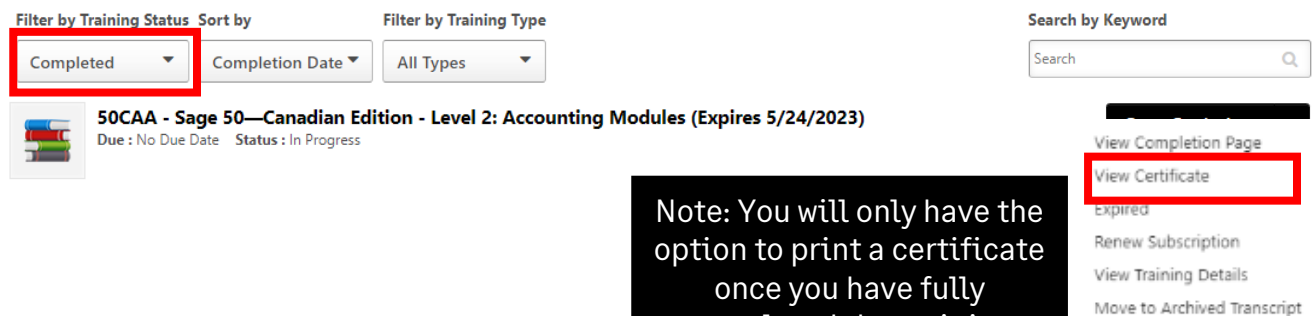 Filter by Training Status Sort by Filter by Training Type Search by Keyword
Completed Completion Date All Types Search
50CAA - Sage 50—Canadian Edition - Level 2: Accounting Modules (Expires 5/24/2023)
Due : No Due Date Status : In Progress
View Completion Page
View Certificate
Expired
Renew Subscription
View Training Details
Move to Archived Transcript
Note: You will only have the
option to print a certificate
once you have fully